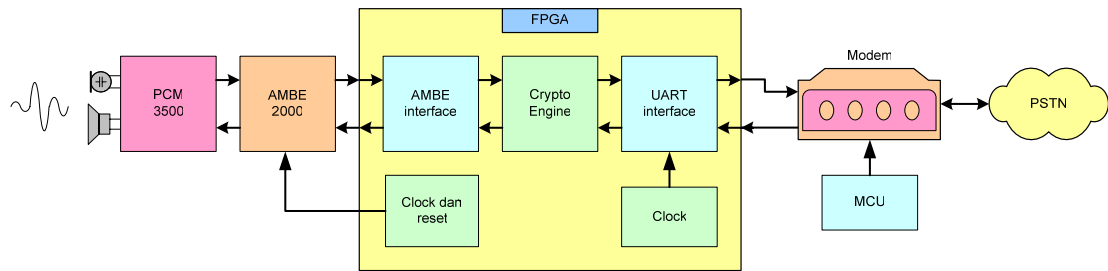 FPGA
PCM
3500
AMBE
2000
AMBE
interface
Crypto
Engine
UART
interface
Modem
PSTN
Clock dan
reset
Clock
MCU